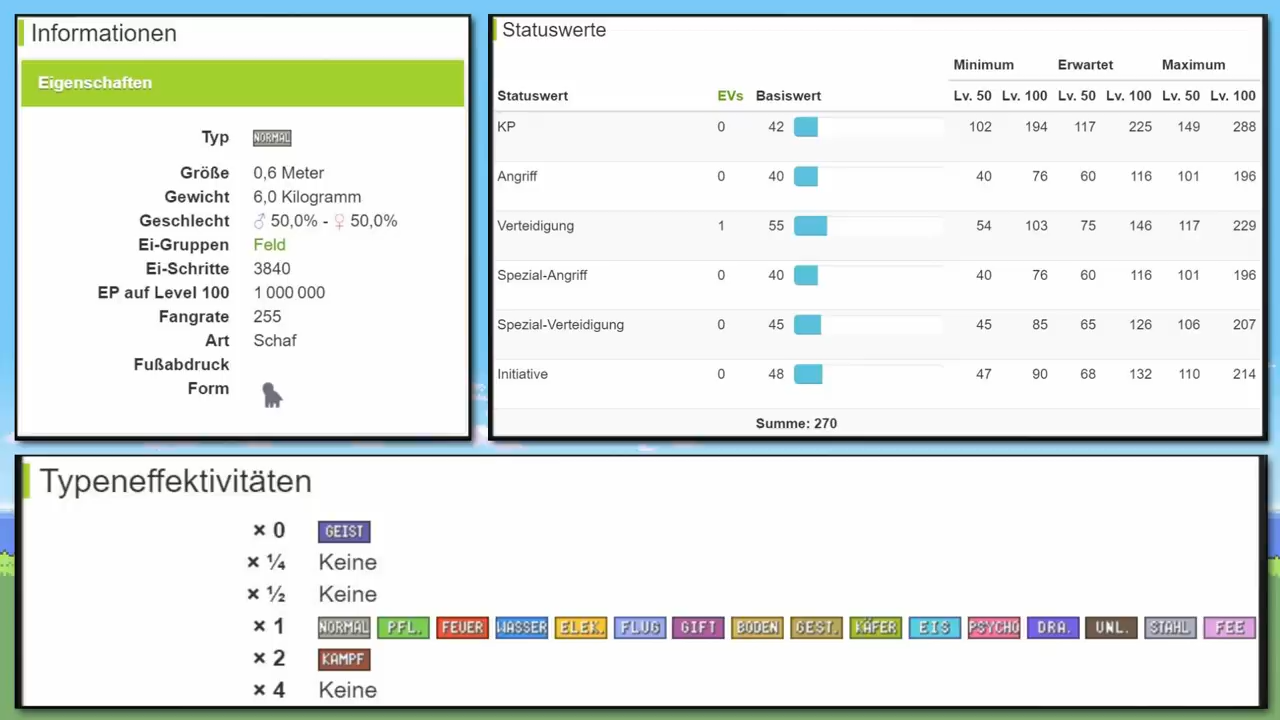 Informationen
Eigenschaften
Typ NORMAL
Größe 0,6 Meter
Gewicht 6,0 Kilogramm
Geschlecht ♂ 50,0% - ♀ 50,0%
Ei-Gruppen Feld
Ei-Schritte 3840
EP auf Level 100 1 000 000
Fangrate 255
Art Schaf
Fußabdruck
Form
Statuswerte
Minimum Erwartet Maximum
Statuswert EVs Basiswert Lv. 50 Lv. 100 Lv. 50 Lv. 100 Lv. 50 Lv. 100
KP 0 42 102 194 117 225 149 288
Angriff 0 40 40 76 60 116 101 196
Verteidigung 1 55 54 103 75 146 117 229
Spezial-Angriff 0 40 40 76 60 116 101 196
Spezial-Verteidigung 0 45 45 85 65 126 106 207
Initiative 0 48 47 90 68 132 110 214
Summe: 270
Typeneffektivitäten
× 0 GEIST
× ¼ Keine
× ½ Keine
× 1 NORMAL PFL. FEUER WASSER ELEK. FLUG GIFT BODEN GEST. KÄFER EIS PSYCHO DRA. UNL. STAHL FEE
× 2 KAMPF
× 4 Keine